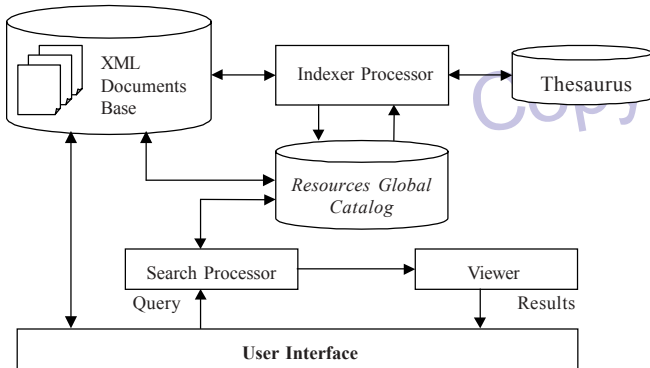 XML
Documents
Base
Indexer Processor
Thesaurus
Copy
Resources Global
Catalog
Search Processor
Viewer
Query
Results
User Interface